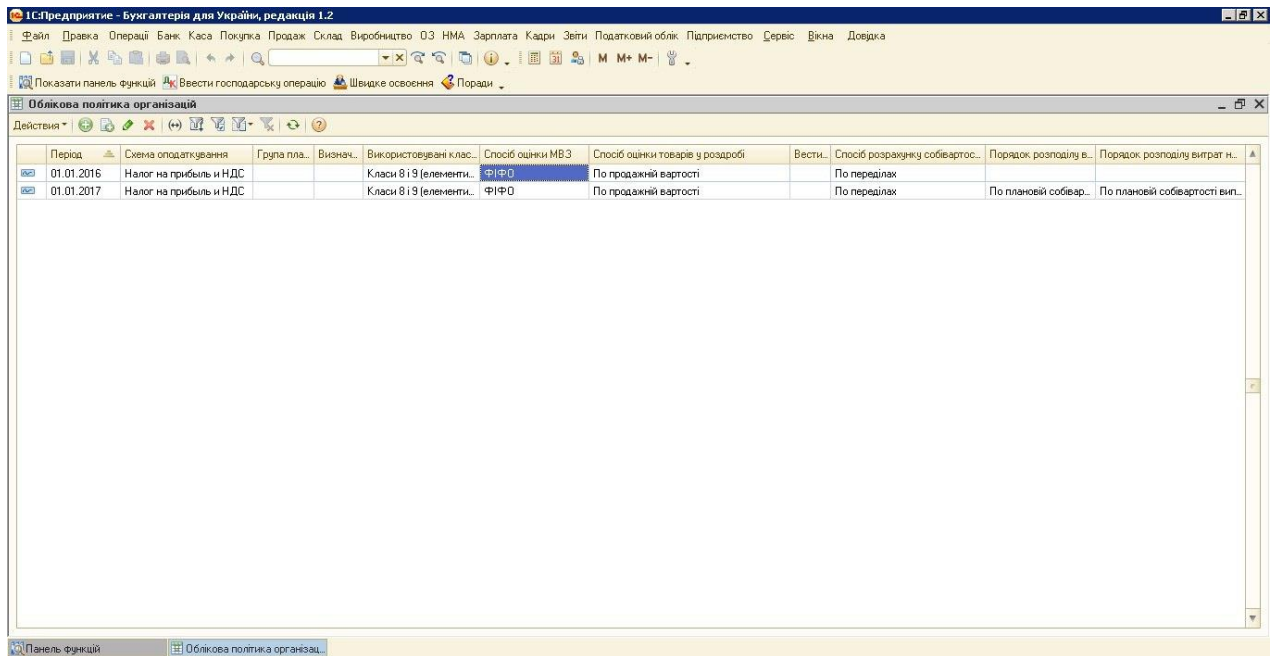 1С:Предприятие - Бухгалтерія для України, редакція 1.2
Файл Правка Операції Банк Каса Покупка Продаж Склад Виробництво ОЗ НМА Зарплата Кадри Звіти Податковий облік Підприємство Сервіс Вікна Довідка
M M+ M-
Показати панель функцій Ввести господарську операцію Швидке освоєння Поради
Облікова політика організацій
Действия
Період Схема оподаткування Група пла... Визнач... Використовувані клас... Спосіб оцінки МВЗ Спосіб оцінки товарів у роздробі Вести... Спосіб розрахунку собівартос... Порядок розподілу в... Порядок розподілу витрат н...
01.01.2016 Налог на прибыль и НДС Класи 8 і 9 (елементи... ФІФО По продажній вартості По переділах
01.01.2017 Налог на прибыль и НДС Класи 8 і 9 (елементи... ФІФО По продажній вартості По переділах По плановій собівар... По плановій собівартості вип...
Панель функцій Облікова політика організац...